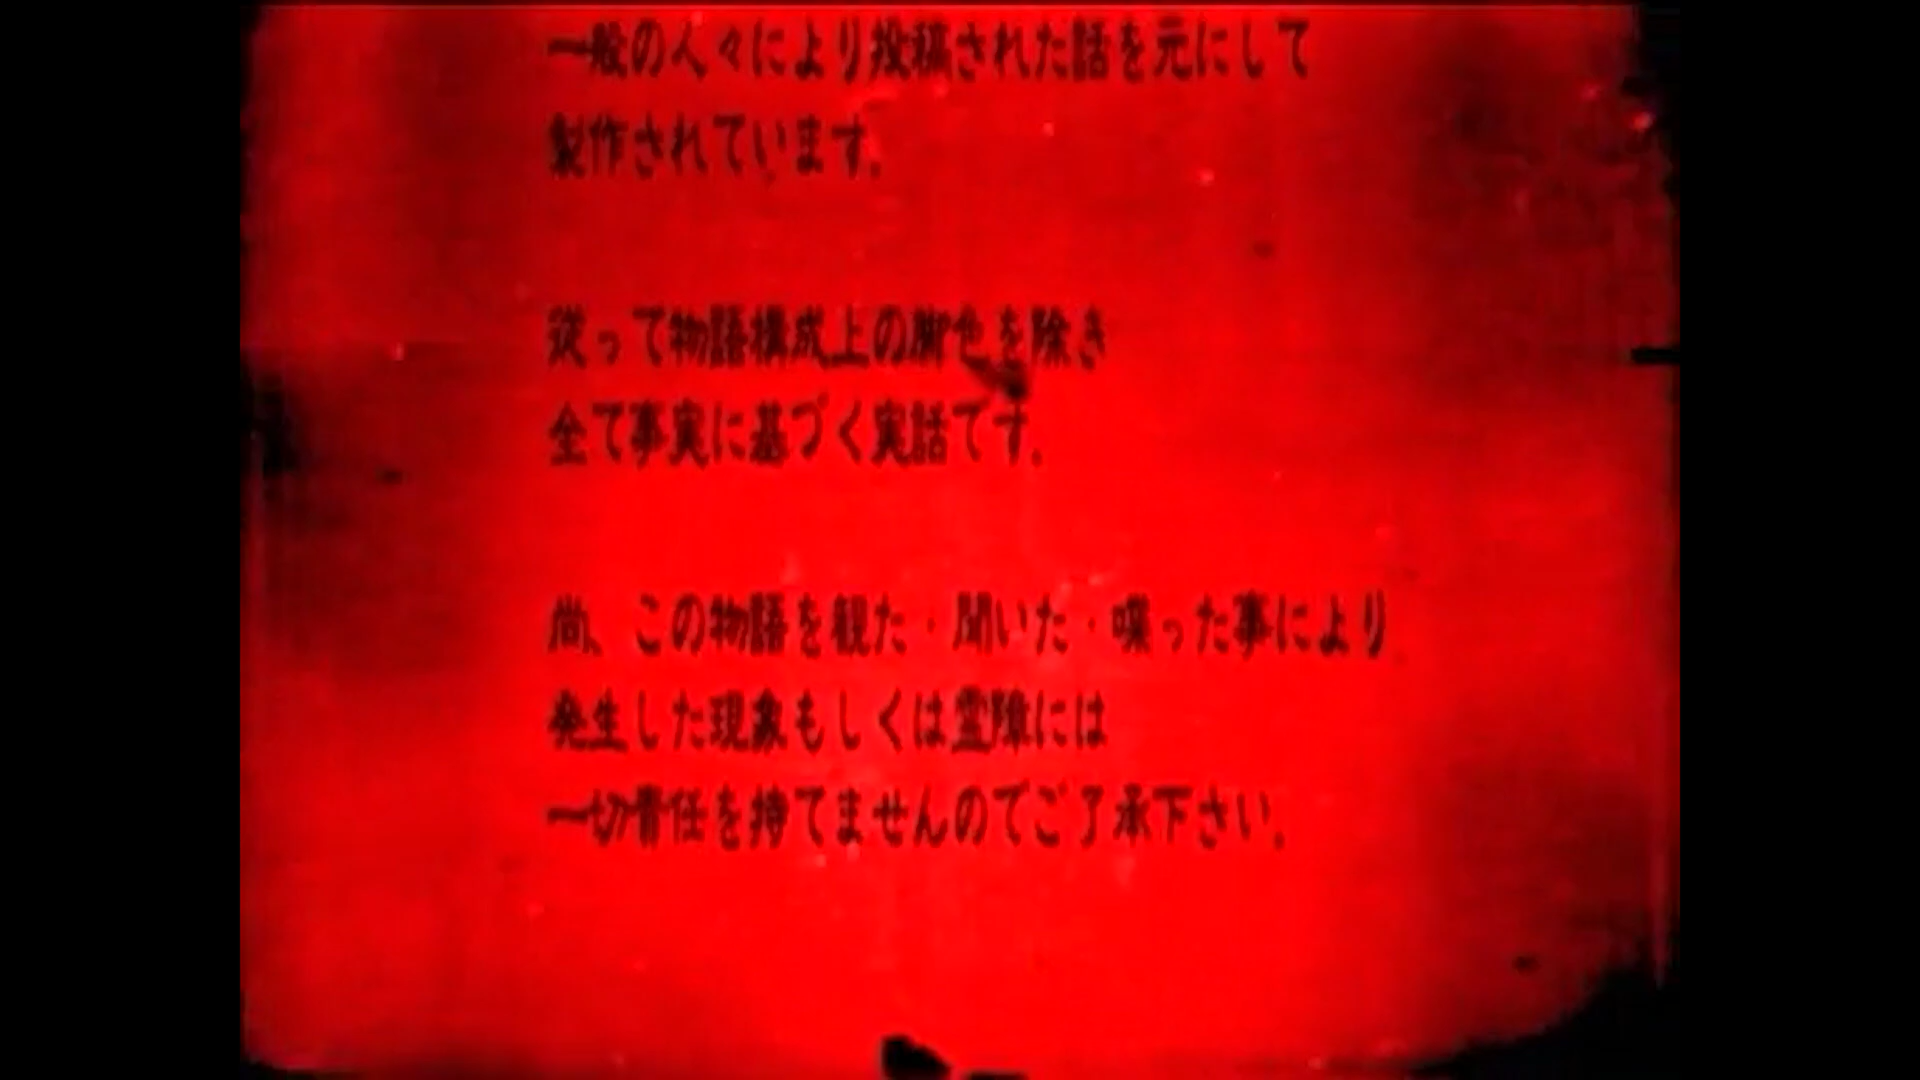 一般の人々により投稿された話を元にして
製作されています。
従って物語構成上の脚色を除き
全て事実に基づく実話です。
尚、この物語を観た・聞いた・喋った事により
発生した現象もしくは霊障には
一切責任を持てませんのでご了承下さい。